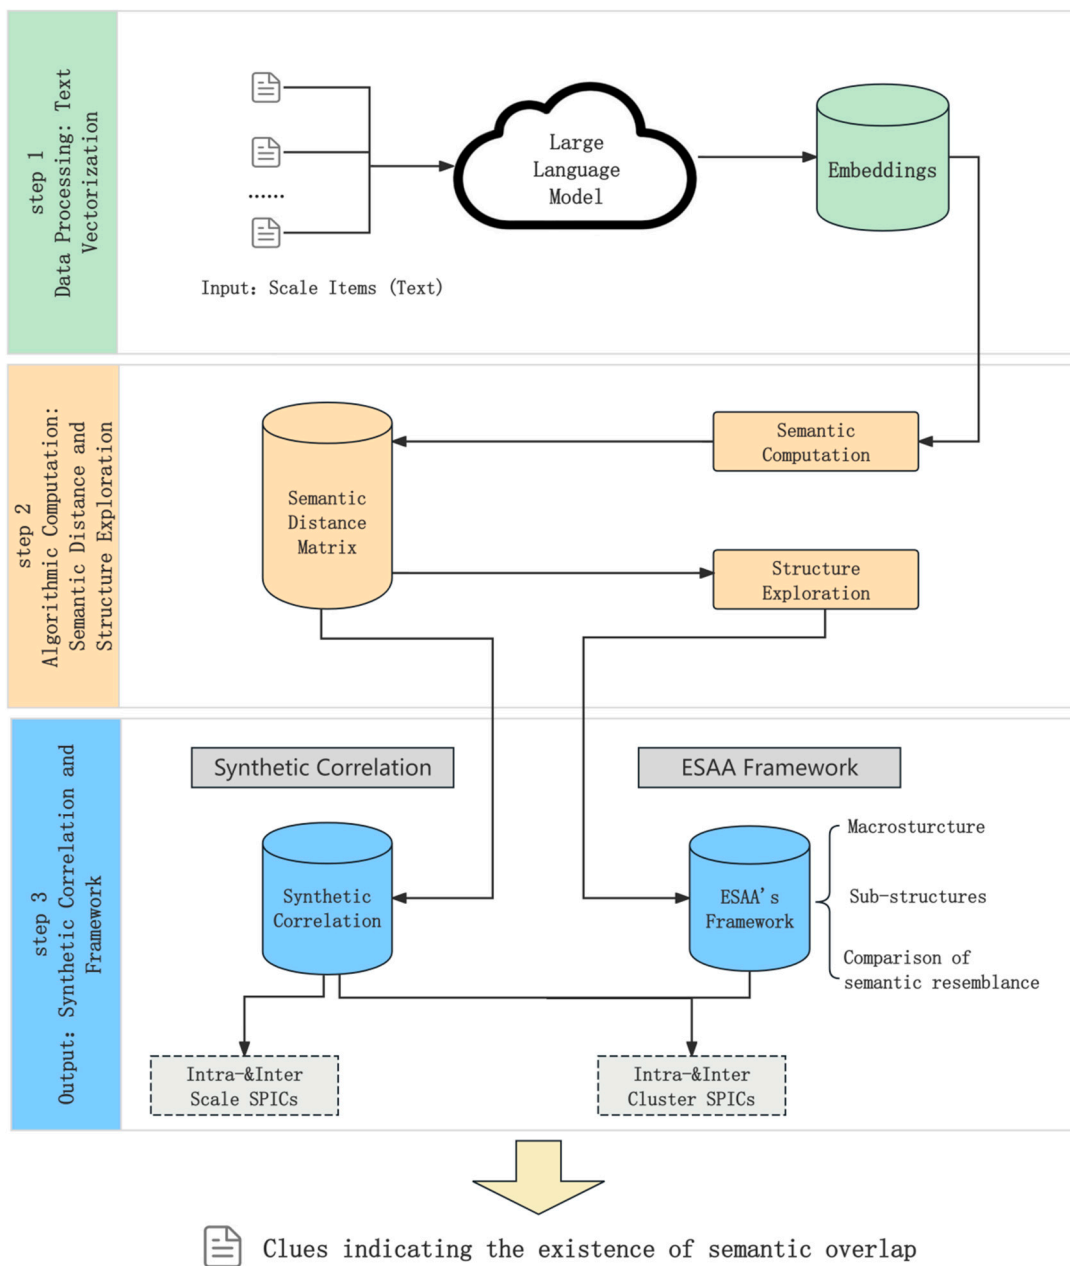 step 1
Data Processing: Text
Vectorization
......
Input: Scale Items (Text)
Large
Language
Model
Embeddings
step 2
Algorithmic Computation:
Semantic Distance and
Structure Exploration
Semantic
Distance
Matrix
Semantic
Computation
Structure
Exploration
step 3
Output: Synthetic Correlation and
Framework
Synthetic Correlation
ESAA Framework
Synthetic
Correlation
ESAA's
Framework
Macrosturcture
Sub-structures
Comparison of
semantic resemblance
Intra-&Inter
Scale SPICs
Intra-&Inter
Cluster SPICs
Clues indicating the existence of semantic overlap